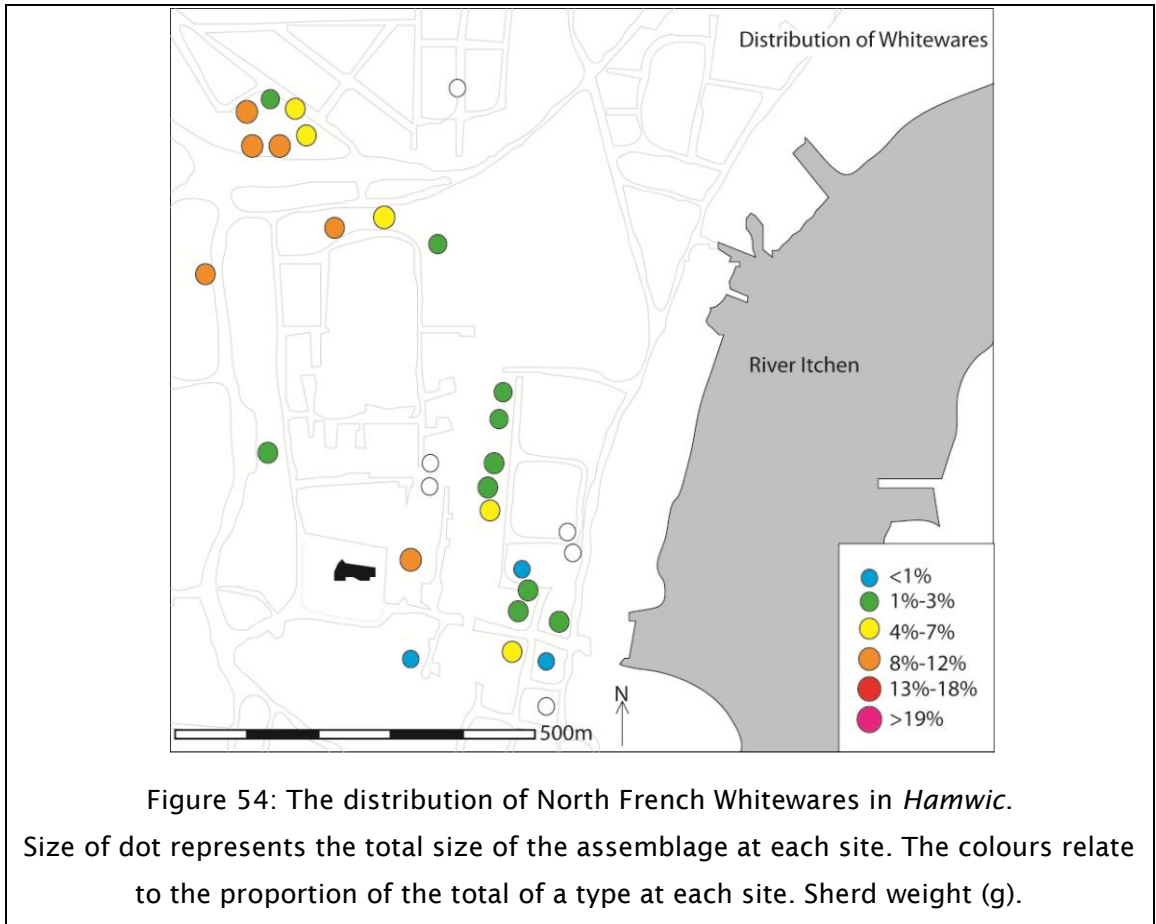 Distribution of Whitewares
River Itchen
<1%
1%-3%
4%-7%
8%-12%
13%-18%
>19%
N
500m
Figure 54: The distribution of North French Whitewares in Hamwic.
Size of dot represents the total size of the assemblage at each site. The colours relate
to the proportion of the total of a type at each site. Sherd weight (g).